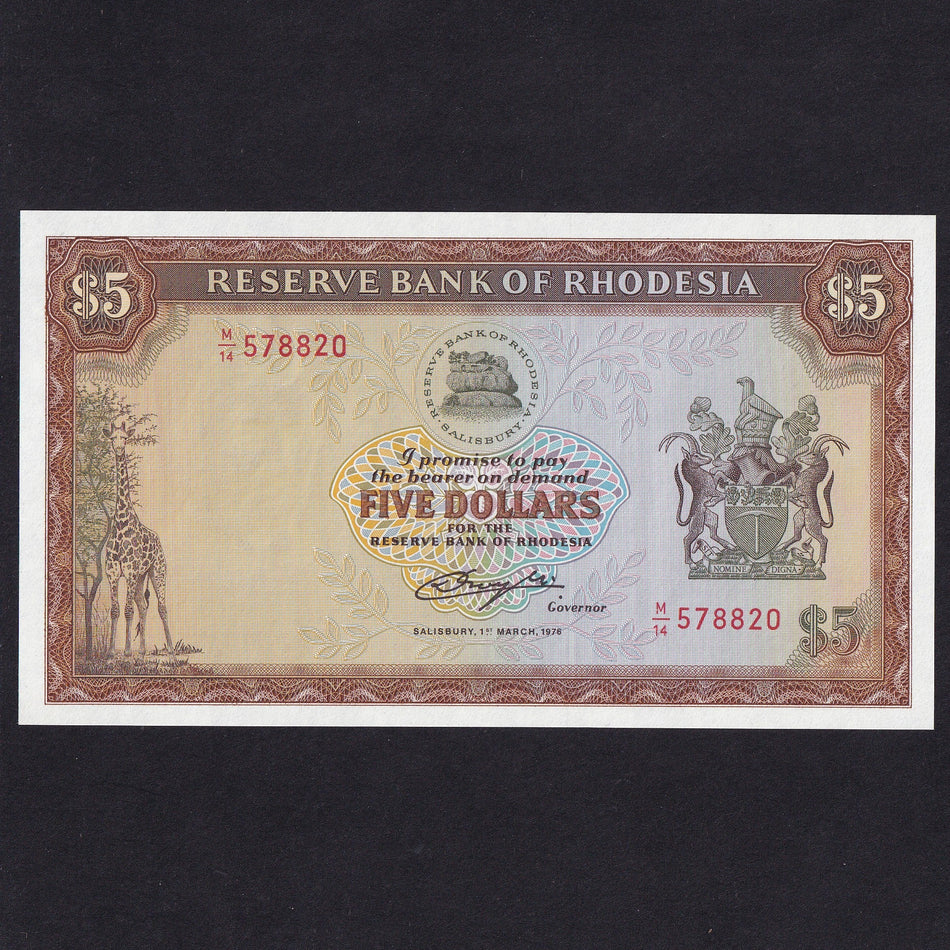 $5
RESERVE BANK OF RHODESIA
$5
M/14 578820
RESERVE BANK OF RHODESIA
· SALISBURY ·
I promise to pay
the bearer on demand
FIVE DOLLARS
FOR THE
RESERVE BANK OF RHODESIA
Governor
SALISBURY, 1ST MARCH, 1976
NOMINE DIGNA
M/14 578820
$5